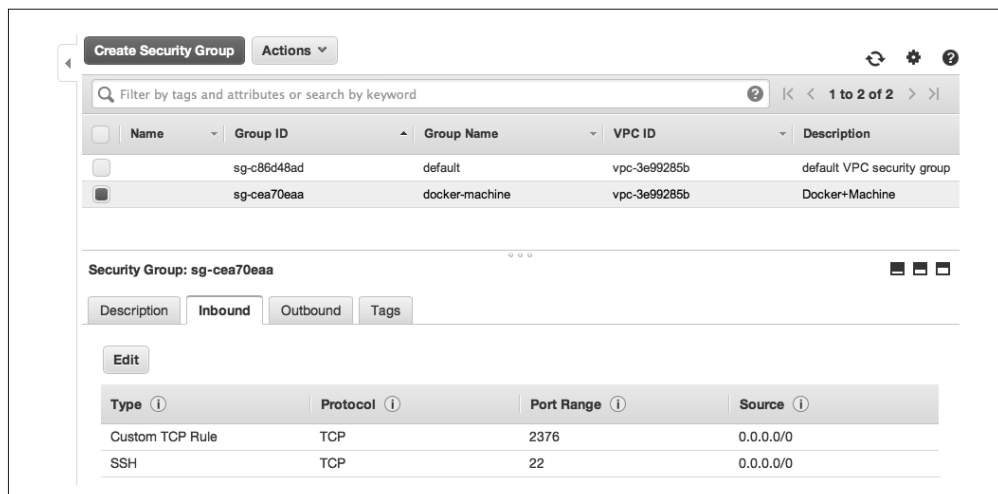 Create Security Group Actions
Filter by tags and attributes or search by keyword 1 to 2 of 2
Name Group ID Group Name VPC ID Description
sg-c86d48ad default vpc-3e99285b default VPC security group
sg-cea70eaa docker-machine vpc-3e99285b Docker+Machine
Security Group: sg-cea70eaa
Description Inbound Outbound Tags
Edit
Type Protocol Port Range Source
Custom TCP Rule TCP 2376 0.0.0.0/0
SSH TCP 22 0.0.0.0/0